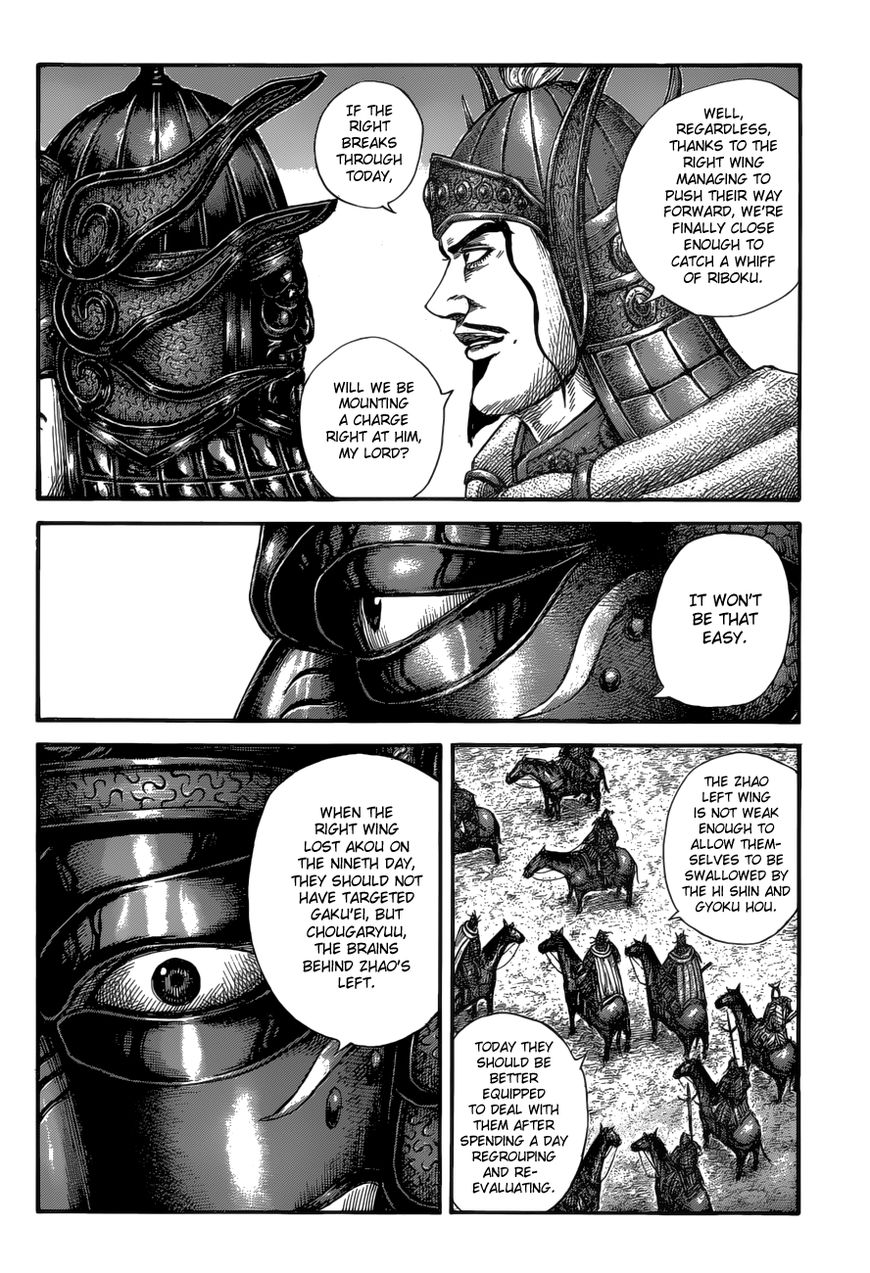 WELL,
REGARDLESS,
THANKS TO THE
RIGHT WING
MANAGING TO
PUSH THEIR WAY
FORWARD, WE'RE
FINALLY CLOSE
ENOUGH TO
CATCH A WHIFF
OF RIBOKU.
IF THE
RIGHT
BREAKS
THROUGH
TODAY,
WILL WE BE
MOUNTING
A CHARGE
RIGHT AT HIM,
MY LORD?
IT WON'T
BE THAT
EASY.
THE ZHAO
LEFT WING
IS NOT WEAK
ENOUGH TO
ALLOW THEM-
SELVES TO BE
SWALLOWED BY
THE HI SHIN AND
GYOKU HOU.
TODAY THEY
SHOULD BE
BETTER
EQUIPPED
TO DEAL WITH
THEM AFTER
SPENDING A DAY
REGROUPING
AND RE-
EVALUATING.
WHEN THE
RIGHT WING
LOST AKOU ON
THE NINETH DAY,
THEY SHOULD NOT
HAVE TARGETED
GAKU'EI, BUT
CHOUGARYUU,
THE BRAINS
BEHIND ZHAO'S
LEFT.